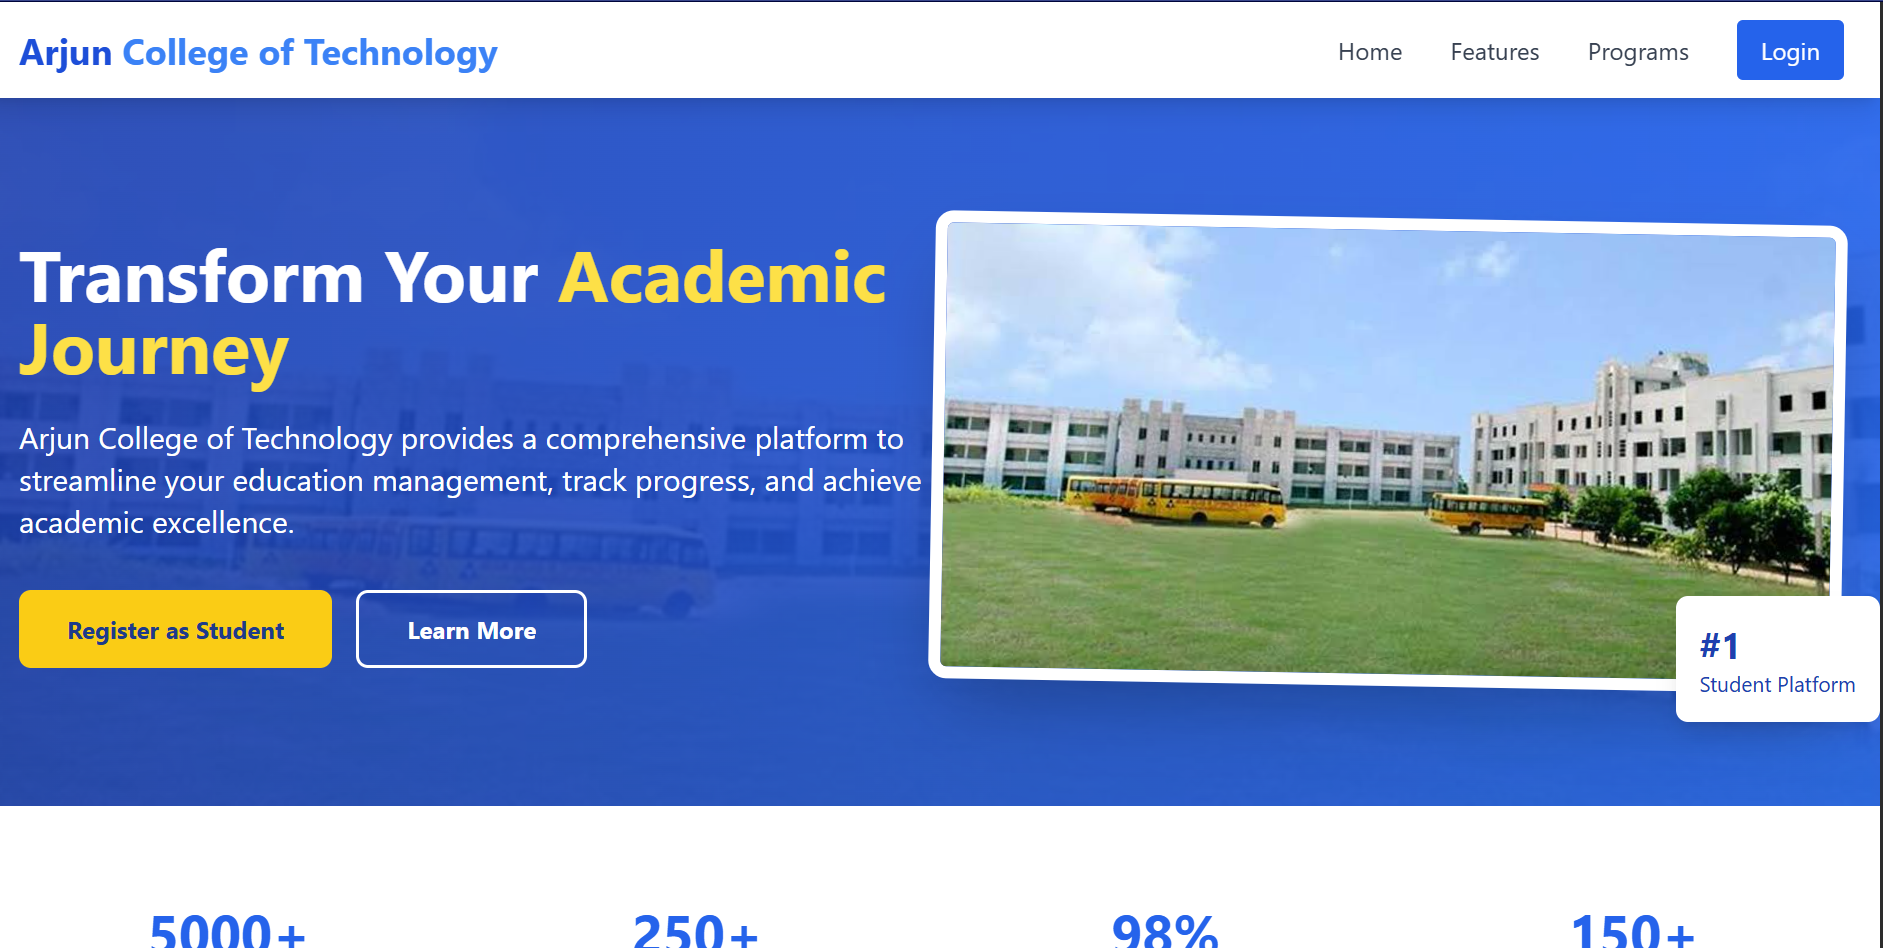 Arjun College of Technology
Home
Features
Programs
Login
Transform Your Academic
Journey
Arjun College of Technology provides a comprehensive platform to
streamline your education management, track progress, and achieve
academic excellence.
Register as Student
Learn More
#1
Student Platform
5000+
250+
98%
150+